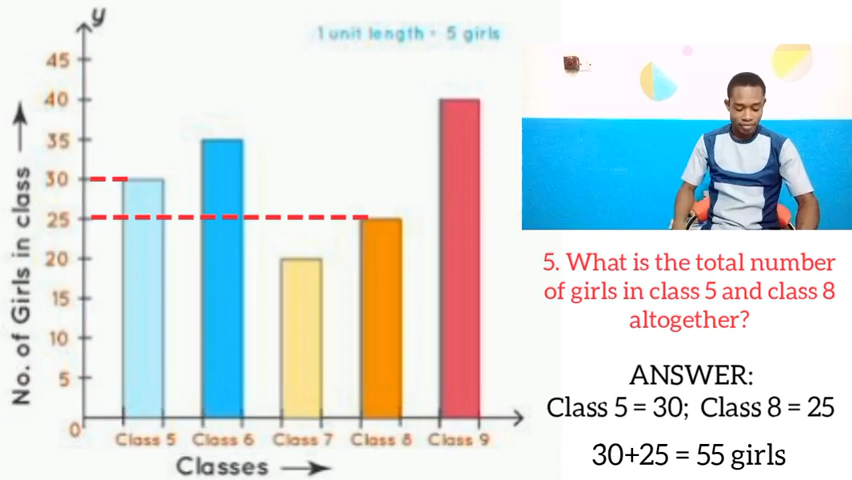 y
1 unit length = 5 girls
45
40
35
30
25
20
15
10
5
0
No. of Girls in class
Class 5 Class 6 Class 7 Class 8 Class 9
Classes
5. What is the total number
of girls in class 5 and class 8
altogether?
ANSWER:
Class 5 = 30; Class 8 = 25
30+25 = 55 girls